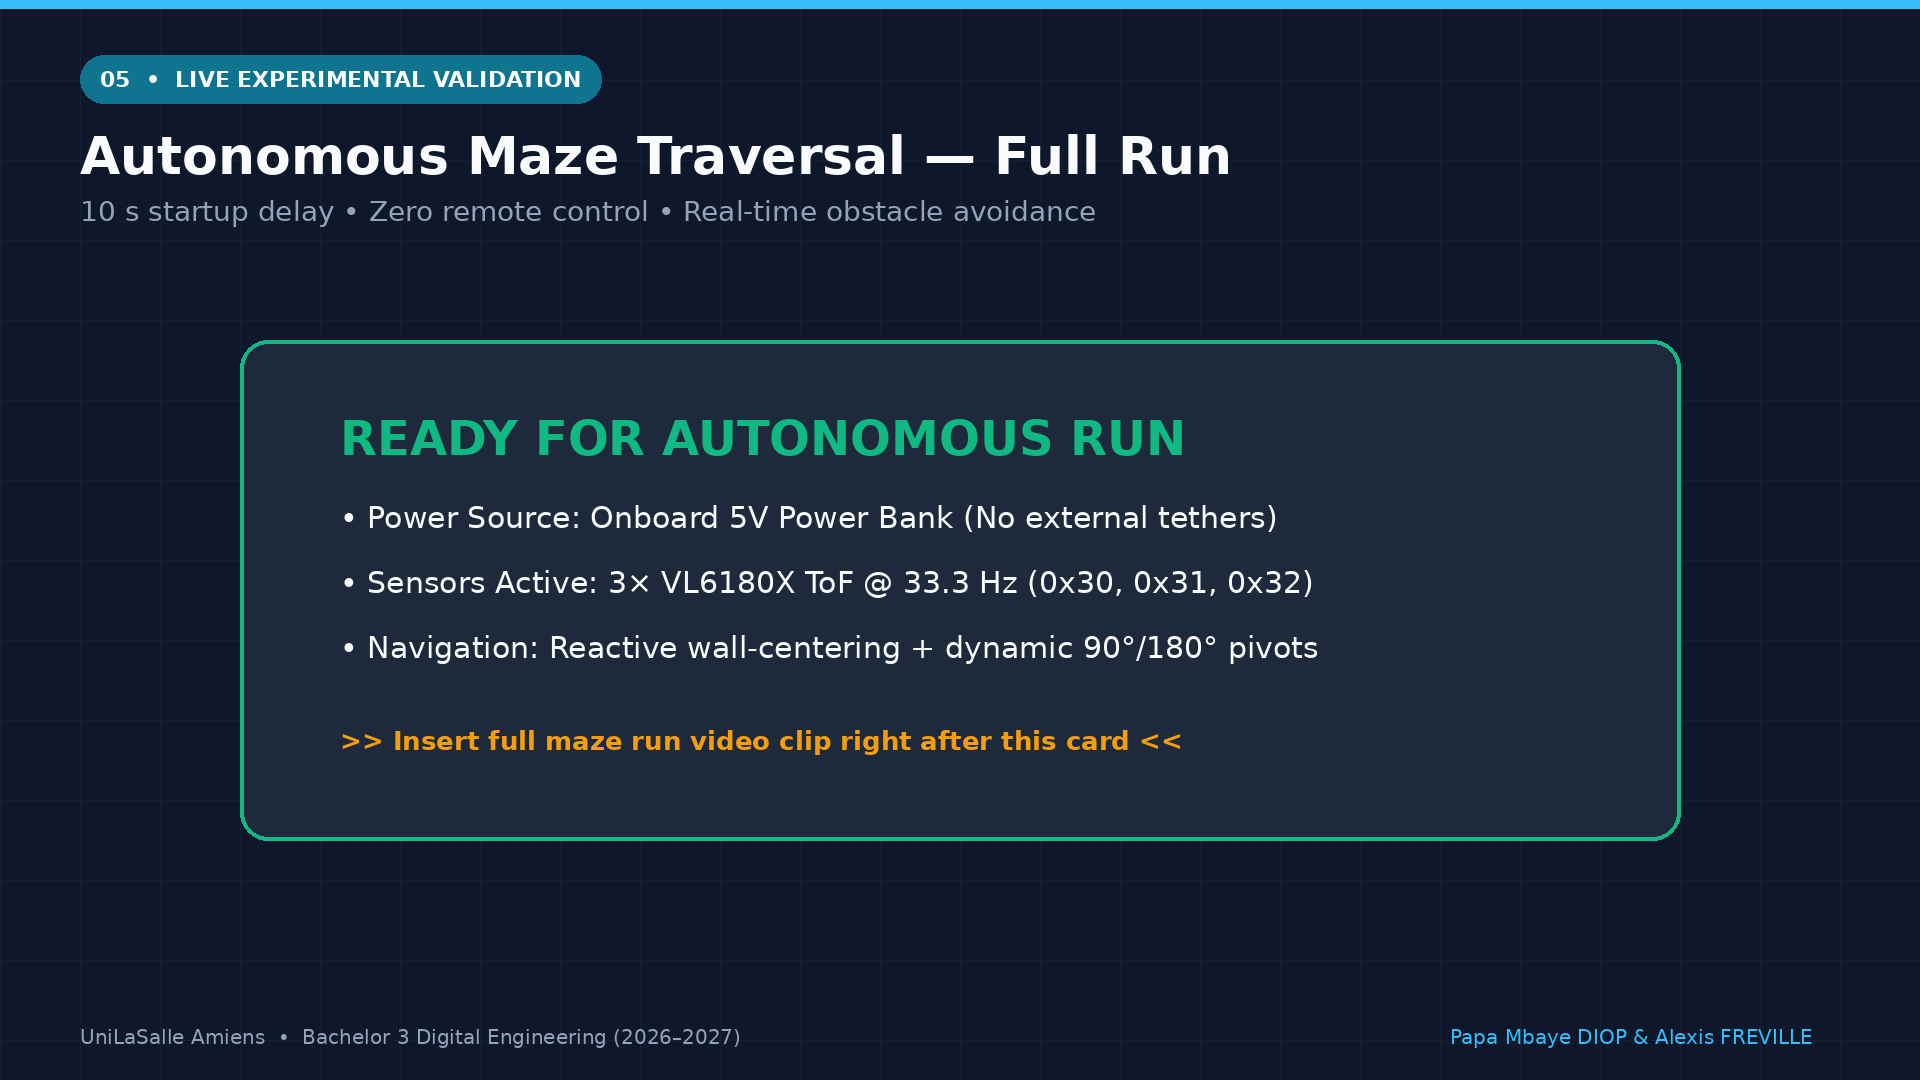 05 • LIVE EXPERIMENTAL VALIDATION
Autonomous Maze Traversal — Full Run
10 s startup delay • Zero remote control • Real-time obstacle avoidance
READY FOR AUTONOMOUS RUN
• Power Source: Onboard 5V Power Bank (No external tethers)
• Sensors Active: 3× VL6180X ToF @ 33.3 Hz (0x30, 0x31, 0x32)
• Navigation: Reactive wall-centering + dynamic 90°/180° pivots
>> Insert full maze run video clip right after this card <<
UniLaSalle Amiens • Bachelor 3 Digital Engineering (2026–2027)
Papa Mbaye DIOP & Alexis FREVILLE